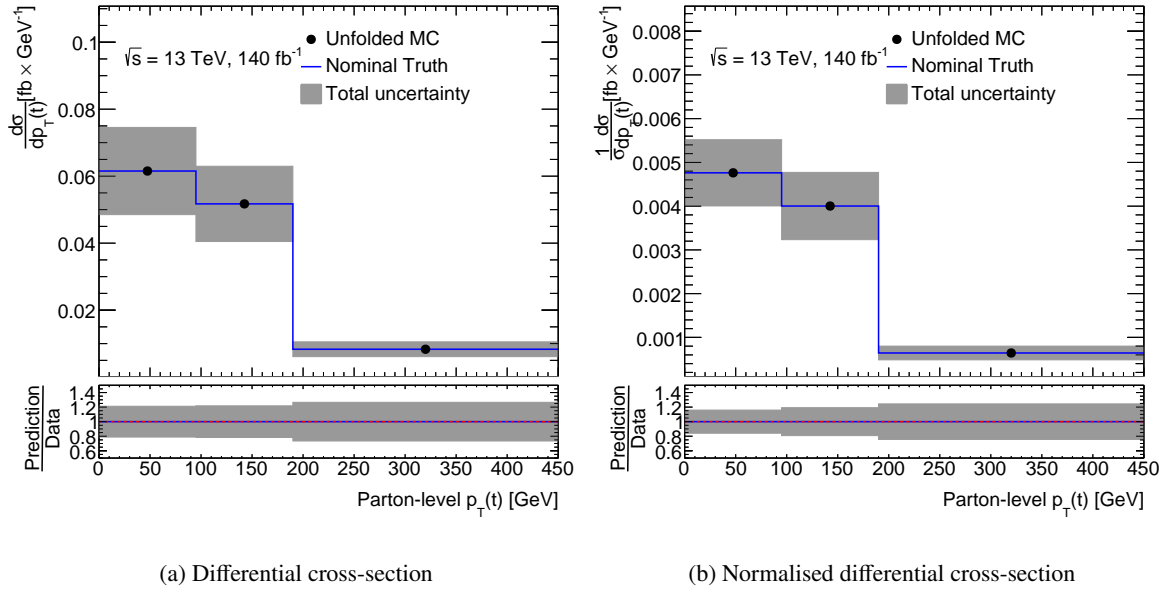 √s = 13 TeV, 140 fb⁻¹
Unfolded MC
Nominal Truth
Total uncertainty
dσ
dp_T(t)
[fb × GeV⁻¹]
0.1
0.08
0.06
0.04
0.02
1.4
1.2
1
0.8
0.6
Prediction
Data
0 50 100 150 200 250 300 350 400 450
Parton-level p_T(t) [GeV]
(a) Differential cross-section
√s = 13 TeV, 140 fb⁻¹
Unfolded MC
Nominal Truth
Total uncertainty
1 dσ
σ dp_T(t)
[fb × GeV⁻¹]
0.008
0.007
0.006
0.005
0.004
0.003
0.002
0.001
1.4
1.2
1
0.8
0.6
Prediction
Data
0 50 100 150 200 250 300 350 400 450
Parton-level p_T(t) [GeV]
(b) Normalised differential cross-section